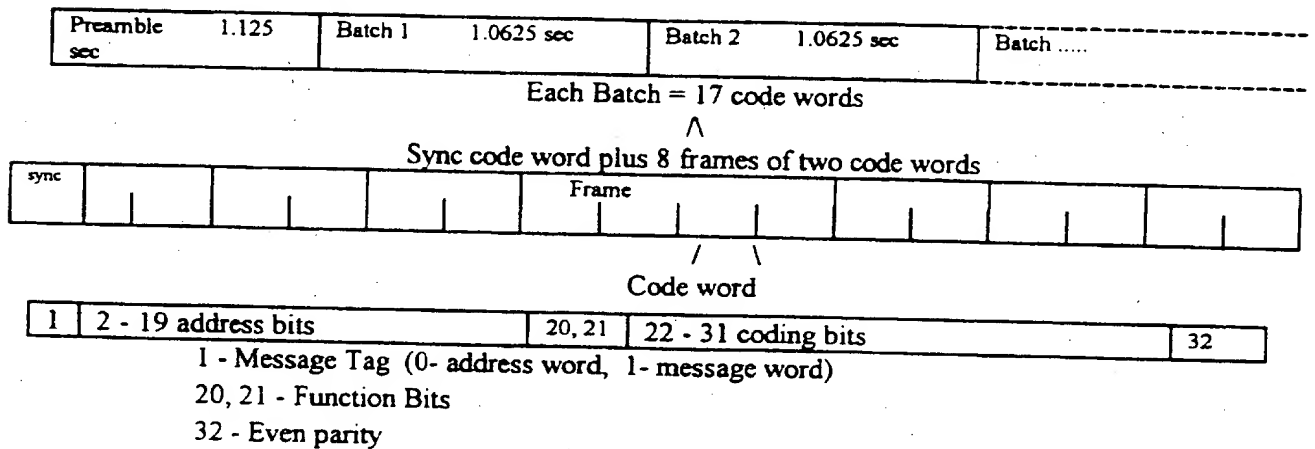 Preamble 1.125 sec
Batch 1 1.0625 sec
Batch 2 1.0625 sec
Batch .....
Each Batch = 17 code words
Λ
Sync code word plus 8 frames of two code words
sync
Frame
/ \
Code word
1 2 - 19 address bits 20, 21 22 - 31 coding bits 32
1 - Message Tag (0- address word, 1- message word)
20, 21 - Function Bits
32 - Even parity